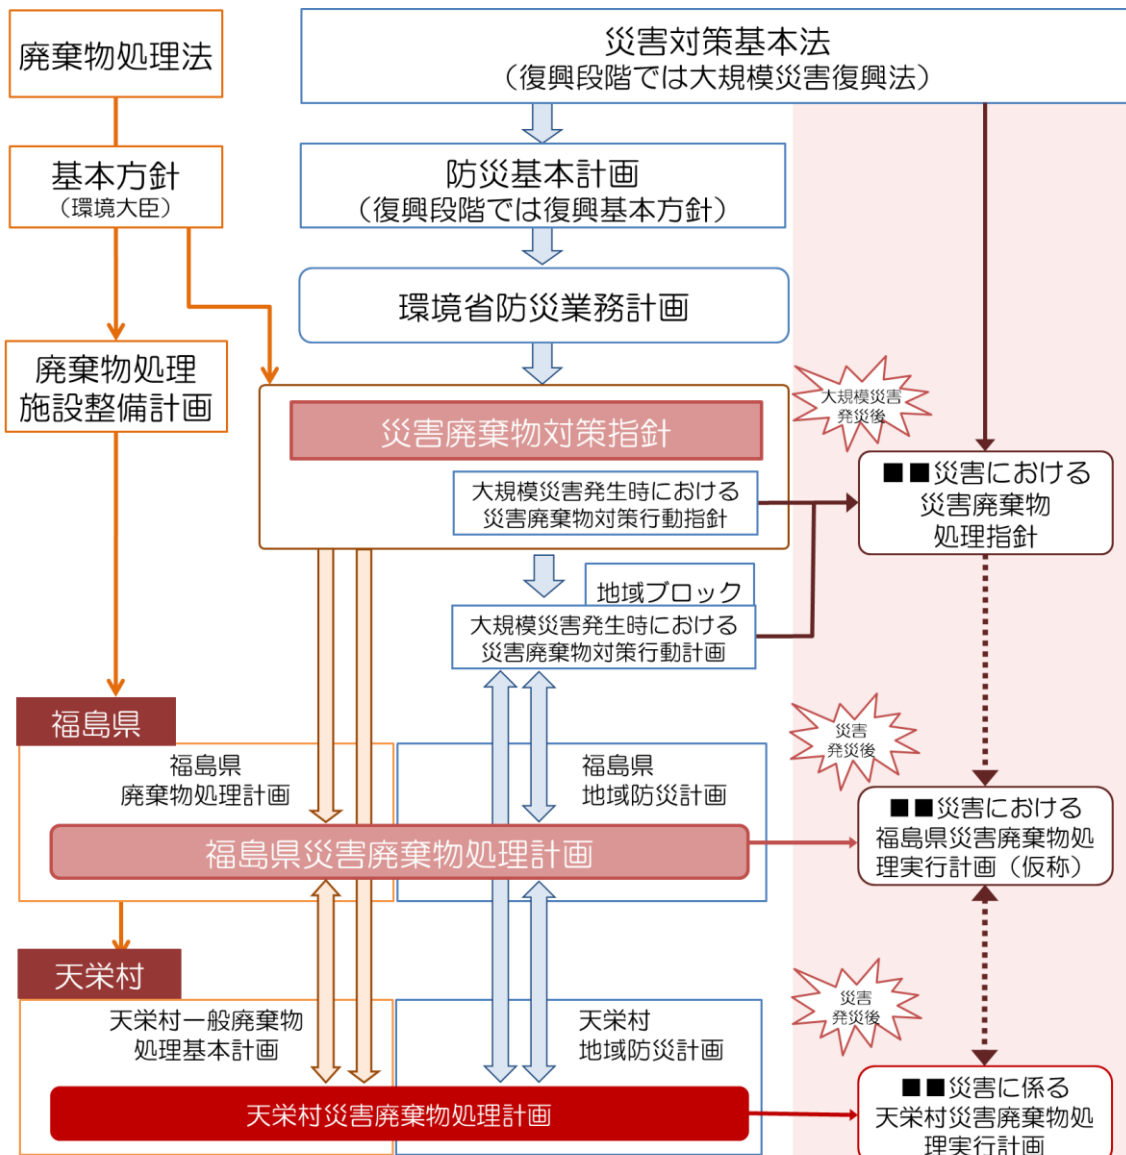 廃棄物処理法
災害対策基本法
（復興段階では大規模災害復興法）
基本方針
（環境大臣）
防災基本計画
（復興段階では復興基本方針）
環境省防災業務計画
廃棄物処理
施設整備計画
災害廃棄物対策指針
大規模災害発生時における
災害廃棄物対策行動指針
大規模災害
発災後
■■災害における
災害廃棄物
処理指針
地域ブロック
大規模災害発生時における
災害廃棄物対策行動計画
福島県
福島県
廃棄物処理計画
福島県
地域防災計画
福島県災害廃棄物処理計画
災害
発災後
■■災害における
福島県災害廃棄物処
理実行計画（仮称）
天栄村
天栄村一般廃棄物
処理基本計画
天栄村
地域防災計画
天栄村災害廃棄物処理計画
災害
発災後
■■災害に係る
天栄村災害廃棄物処
理実行計画